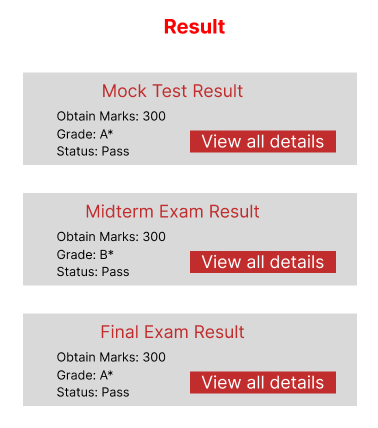 Result
Mock Test Result
Obtain Marks: 300
Grade: A*
Status: Pass
View all details
Midterm Exam Result
Obtain Marks: 300
Grade: B*
Status: Pass
View all details
Final Exam Result
Obtain Marks: 300
Grade: A*
Status: Pass
View all details